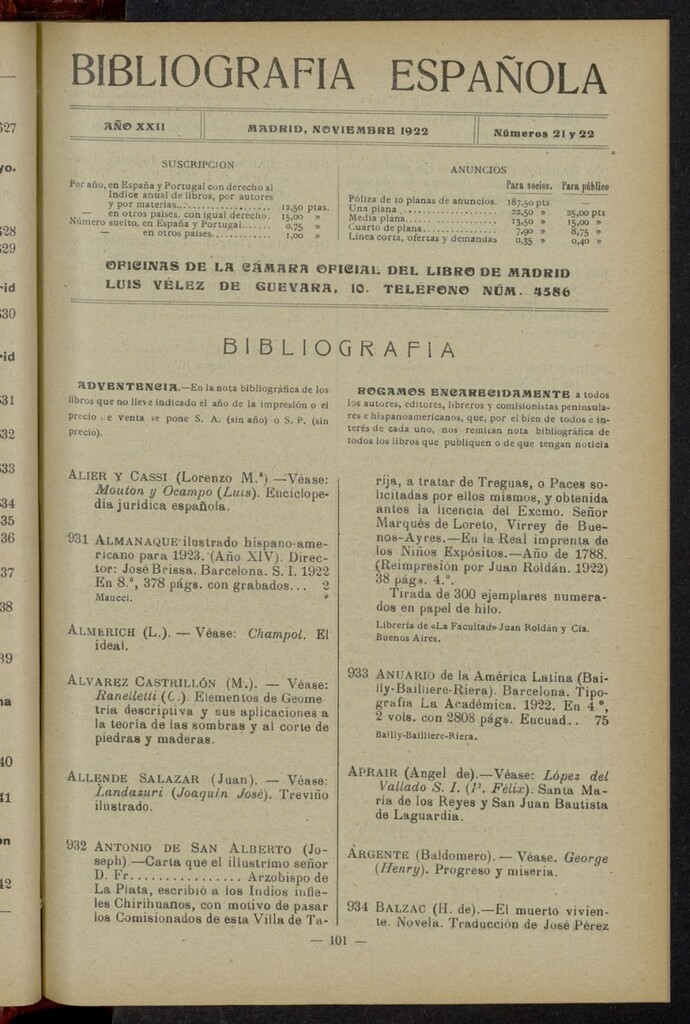 BIBLIOGRAFIA ESPAÑOLA
AÑO XXII
MADRID, NOVIEMBRE 1922
Números 21 y 22
SUSCRIPCION
Por año, en España y Portugal con derecho al
Indice anual de libros, por autores
y por materias............................ 12,50 ptas.
— en otros países, con igual derecho. 15,00 »
Número suelto, en España y Portugal...... 0,75 »
— en otros países............ 1,00 »
ANUNCIOS
Para socios. Para público
Póliza de 10 planas de anuncios. 187,50 pts. —
Una plana........................ 22,50 » 25,00 pts
Media plana...................... 13,50 » 15,00 »
Cuarto de plana.................. 7,90 » 8,75 »
Línea corta, ofertas y demandas 0,35 » 0,40 »
OFICINAS DE LA CÁMARA OFICIAL DEL LIBRO DE MADRID
LUIS VÉLEZ DE GUEVARA, 10. TELÉFONO NÚM. 4586
BIBLIOGRAFIA
ADVENTENCIA.—En la nota bibliográfica de los
libros que no lleve indicado el año de la impresión o el
precio e venta se pone S. A. (sin año) o S. P. (sin
precio).
ALIER Y CASSI (Lorenzo M.ª)—Véase:
Mouton y Ocampo (Luis). Enciclope-
dia jurídica española.
931 ALMANAQUE ilustrado hispano-ame-
ricano para 1923. (Año XIV). Direc-
tor: José Brissa. Barcelona. S. I. 1922
En 8.º, 378 págs. con grabados... 2
Maucci. »
ALMERICH (L.). — Véase: Champol. El
ideal.
ALVAREZ CASTRILLÓN (M.). — Véase:
Ranelletti (C.). Elementos de Geome
tria descriptiva y sus aplicaciones a
la teoría de las sombras y al corte de
piedras y maderas.
ALLENDE SALAZAR (Juan). — Véase:
Landazuri (Joaquín José). Treviño
ilustrado.
932 ANTONIO DE SAN ALBERTO (Jo-
seph).—Carta que el illustrimo señor
D. Fr................ Arzobispo de
La Plata, escribió a los Indios infie-
les Chirihuanos, con motivo de pasar
los Comisionados de esta Villa de Ta-
ROGAMOS ENCARECIDAMENTE a todos
los autores, editores, libreros y comisionistas peninsula-
res e hispanoamericanos, que, por el bien de todos e in-
terés de cada uno, nos remitan nota bibliográfica de
todos los libros que publiquen o de que tengan noticia
rija, a tratar de Treguas, o Paces so-
licitadas por ellos mismos, y obtenida
antes la licencia del Excmo. Señor
Marqués de Loreto, Virrey de Bue-
nos-Ayres.—En la Real imprenta de
los Niños Expósitos.—Año de 1788.
(Reimpresión por Juan Roldán. 1922)
38 págs. 4.º.
Tirada de 300 ejemplares numera-
dos en papel de hilo.
Librería de «La Facultad» Juan Roldán y Cía.
Buenos Aires.
933 ANUARIO de la América Latina (Bai-
lly-Bailliere-Riera). Barcelona. Tipo-
grafía La Académica. 1922. En 4 º,
2 vols. con 2808 págs. Encuad.. 75
Bailly-Bailliere-Riera.
APRAIR (Angel de).—Véase: López del
Vallado S. I. (P. Félix). Santa Ma-
ría de los Reyes y San Juan Bautista
de Laguardia.
ARGENTE (Baldomero). — Véase. George
(Henry). Progreso y miseria.
934 BALZAC (H. de).—El muerto vivien-
te. Novela. Traducción de José Pérez
— 101 —